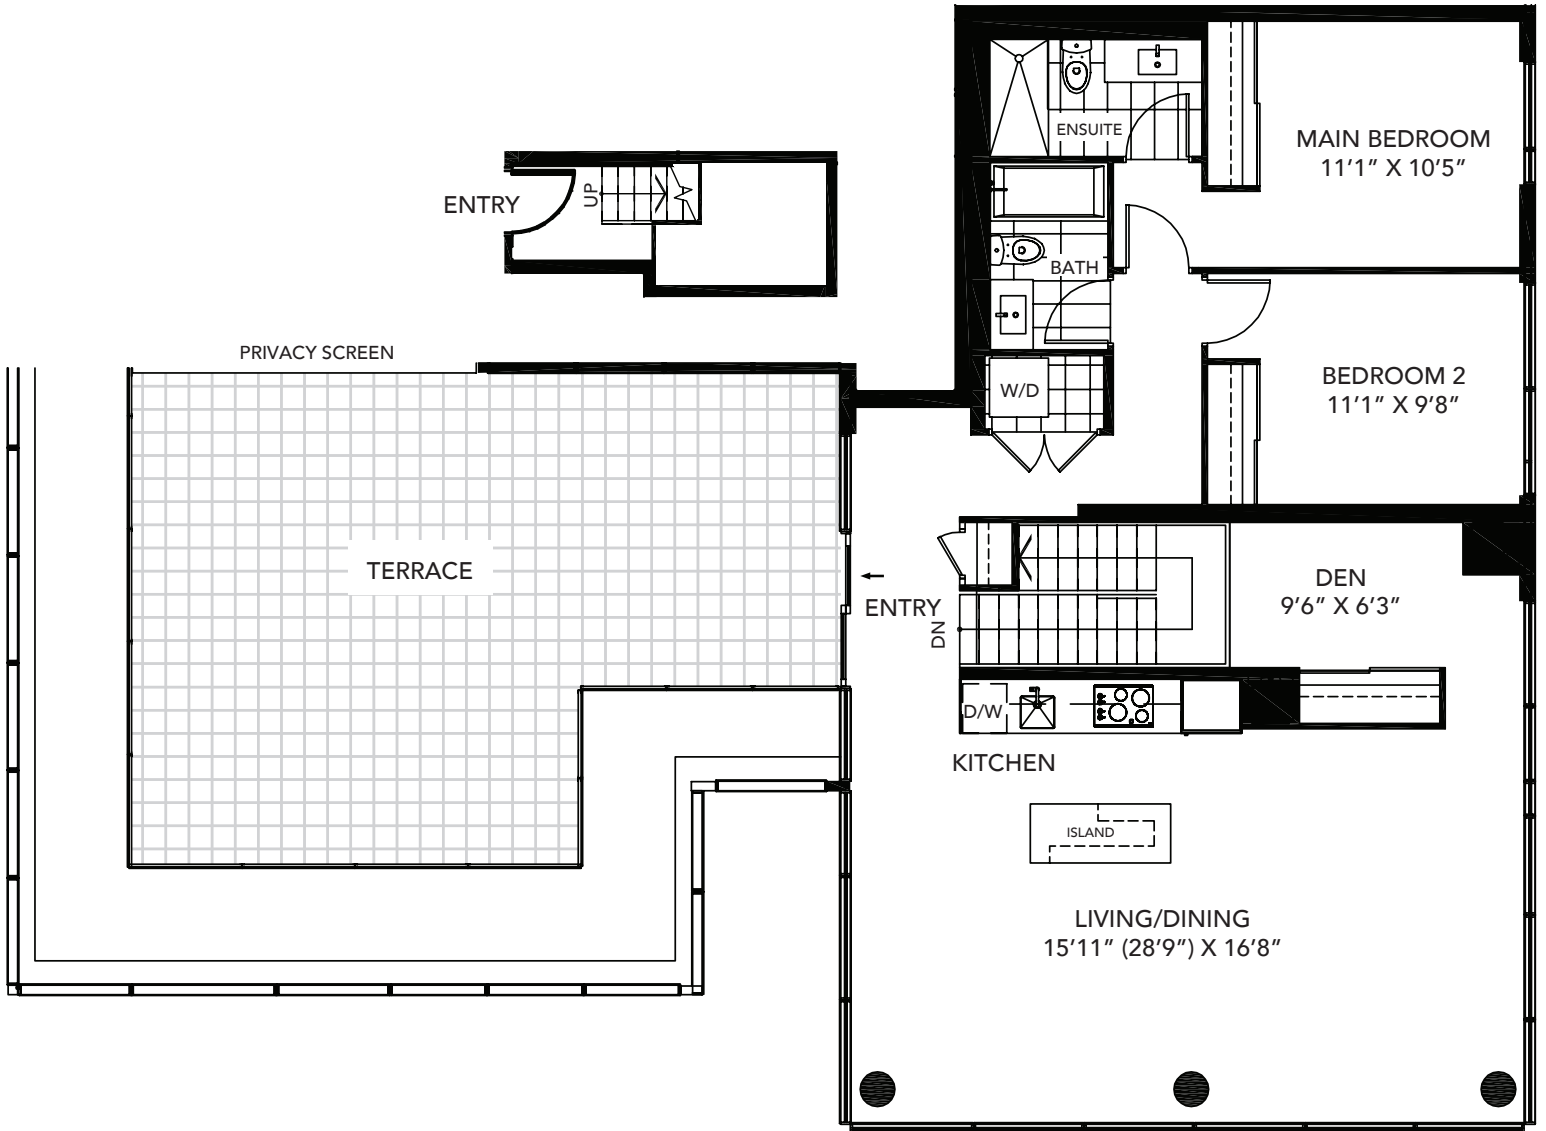 ENSUITE
MAIN BEDROOM
11'1" X 10'5"
ENTRY
UP
BATH
PRIVACY SCREEN
W/D
BEDROOM 2
11'1" X 9'8"
TERRACE
ENTRY
DN
DEN
9'6" X 6'3"
D/W
KITCHEN
ISLAND
LIVING/DINING
15'11" (28'9") X 16'8"